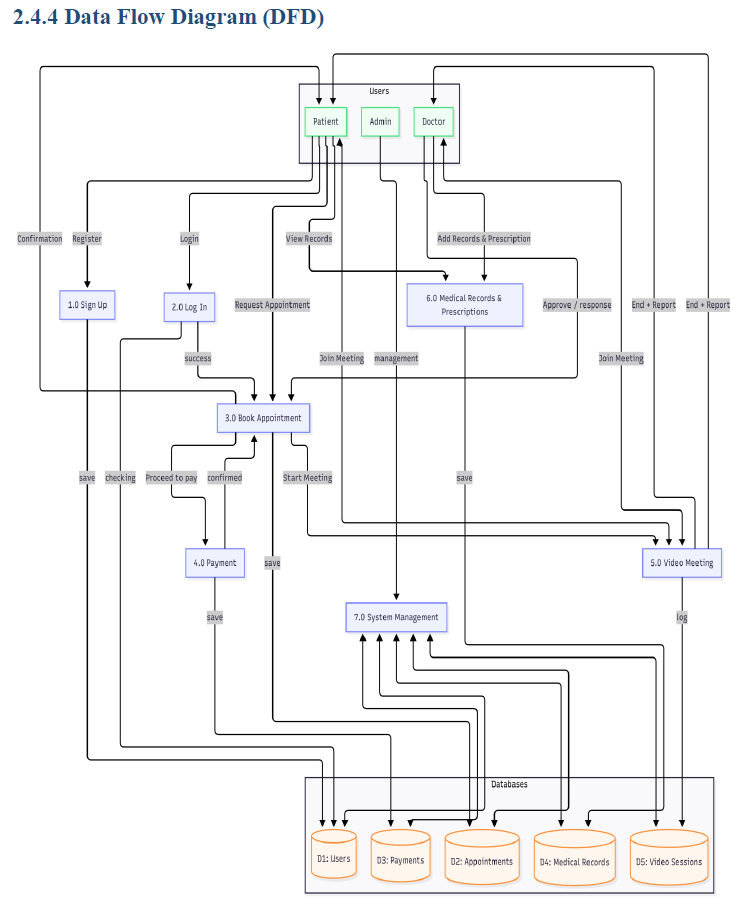 2.4.4 Data Flow Diagram (DFD)
Users
Patient
Admin
Doctor
Confirmation
Register
Login
View Records
Add Records & Prescription
1.0 Sign Up
2.0 Log In
Request Appointment
6.0 Medical Records &
Prescriptions
Approve / response
End + Report
End + Report
success
Join Meeting
management
Join Meeting
3.0 Book Appointment
save
checking
Proceed to pay
confirmed
Start Meeting
save
4.0 Payment
save
5.0 Video Meeting
save
7.0 System Management
log
Databases
D1: Users
D3: Payments
D2: Appointments
D4: Medical Records
D5: Video Sessions